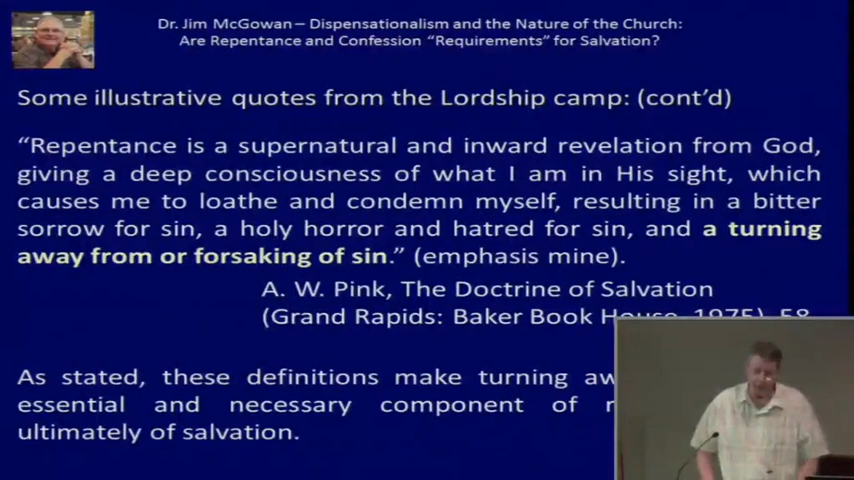 Dr. Jim McGowan – Dispensationalism and the Nature of the Church:
Are Repentance and Confession “Requirements” for Salvation?
Some illustrative quotes from the Lordship camp: (cont’d)
“Repentance is a supernatural and inward revelation from God,
giving a deep consciousness of what I am in His sight, which
causes me to loathe and condemn myself, resulting in a bitter
sorrow for sin, a holy horror and hatred for sin, and a turning
away from or forsaking of sin.” (emphasis mine).
A. W. Pink, The Doctrine of Salvation
(Grand Rapids: Baker Book House, 1975), 58
As stated, these definitions make turning
essential and necessary component of
ultimately of salvation.